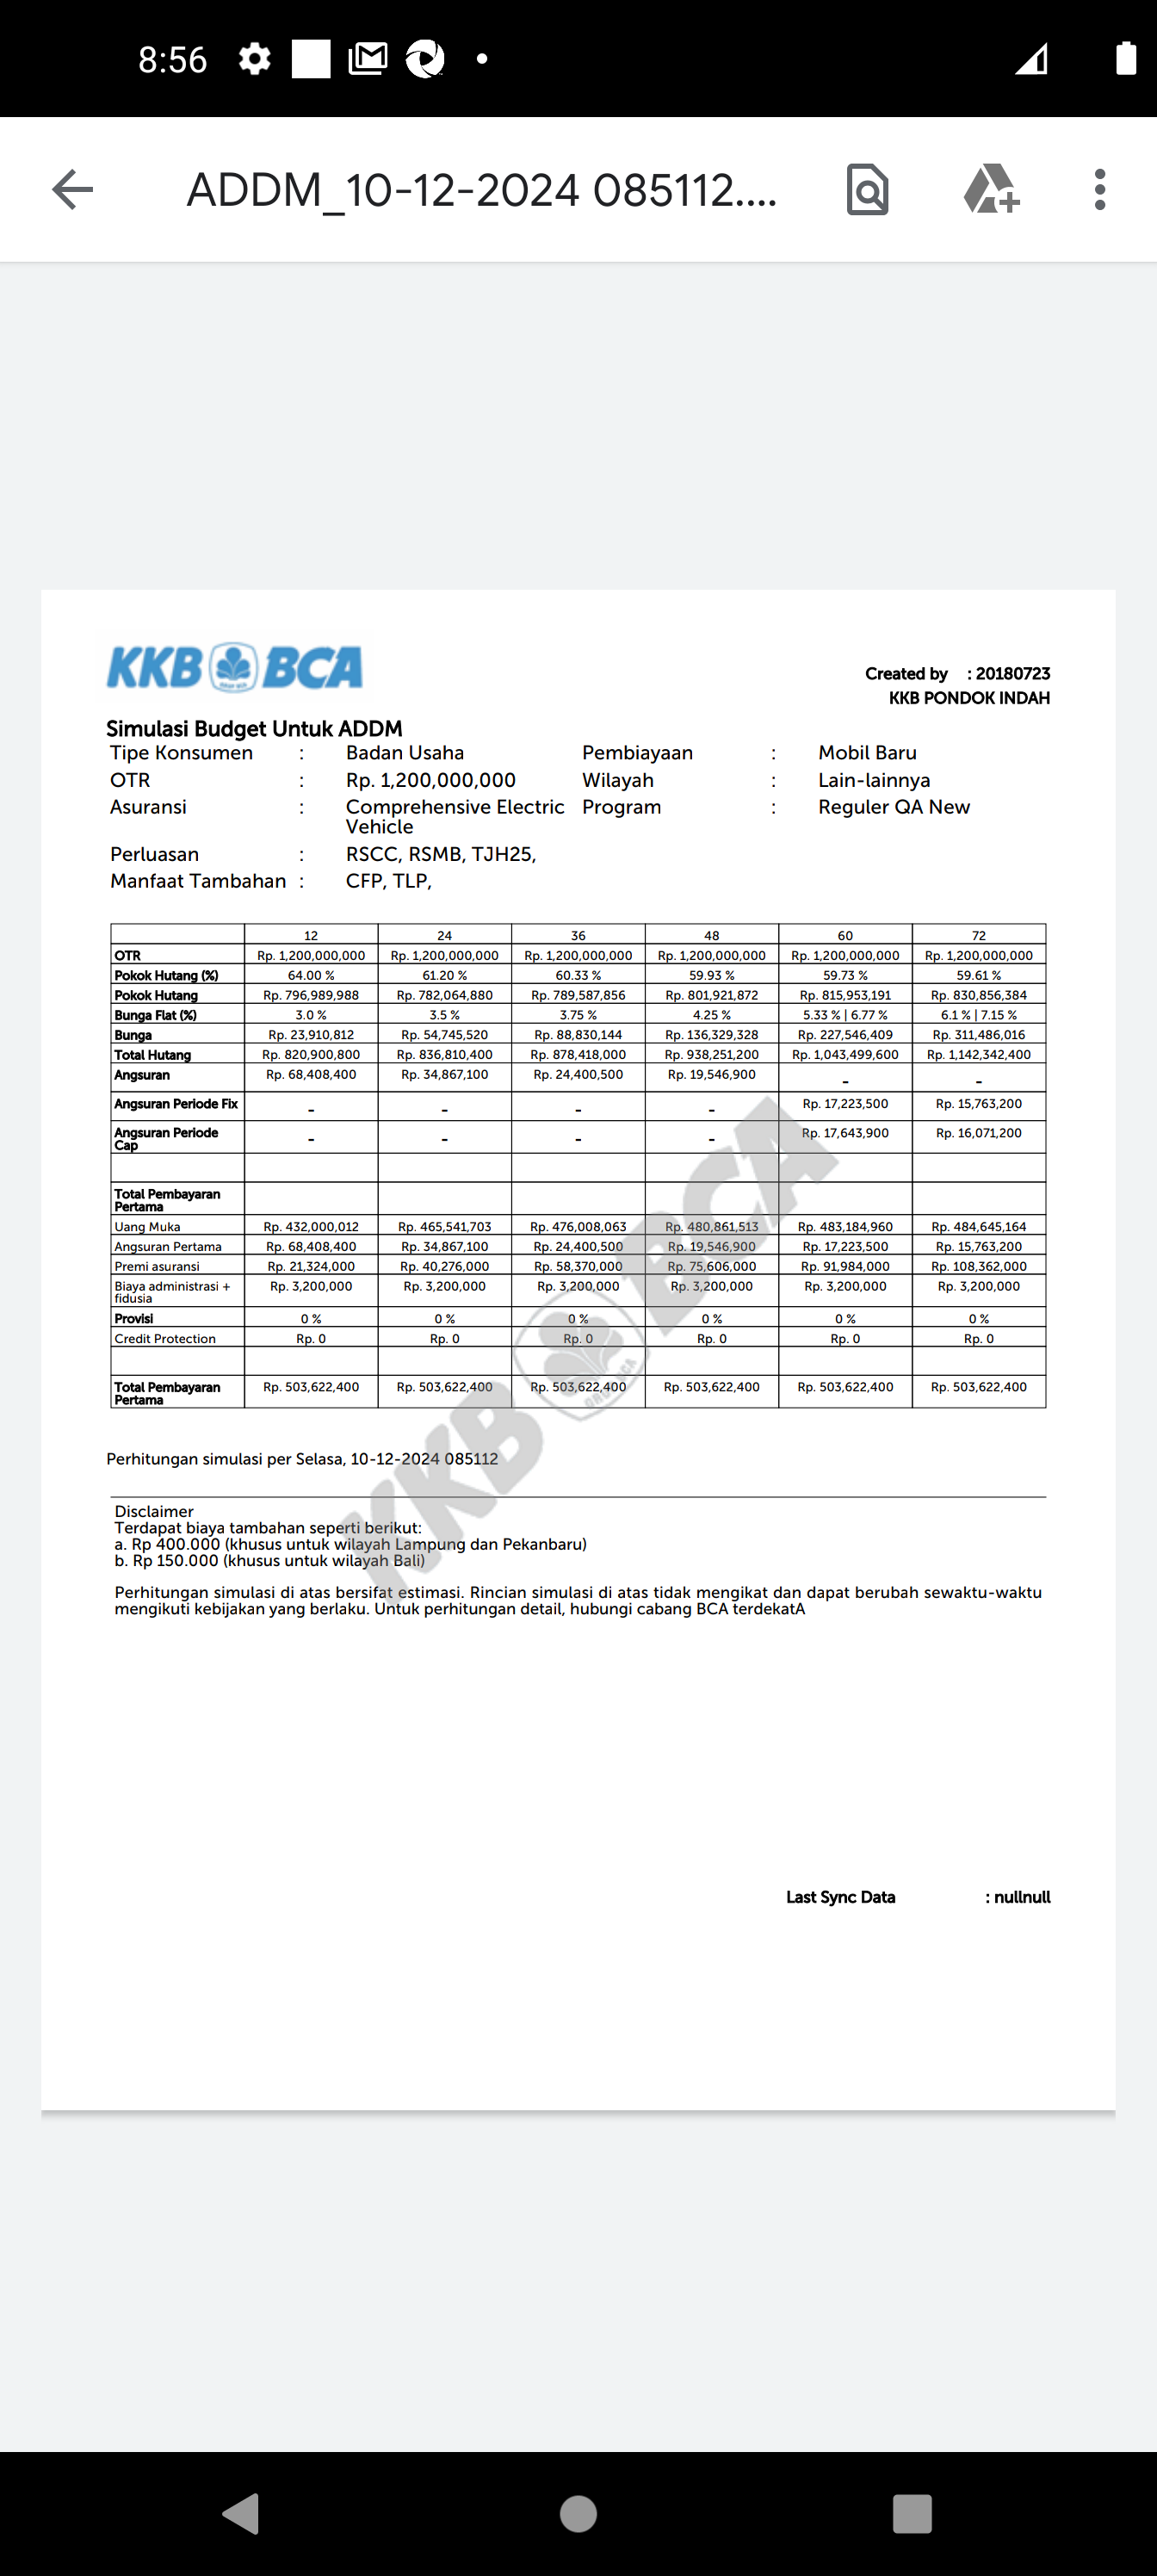 8:56
ADDM_10-12-2024 085112....
KKB BCA
Created by : 20180723
KKB PONDOK INDAH
Simulasi Budget Untuk ADDM
Tipe Konsumen : Badan Usaha Pembiayaan : Mobil Baru
OTR : Rp. 1,200,000,000 Wilayah : Lain-lainnya
Asuransi : Comprehensive Electric Program : Reguler QA New
Vehicle
Perluasan : RSCC, RSMB, TJH25,
Manfaat Tambahan : CFP, TLP,
12 24 36 48 60 72
OTR Rp. 1,200,000,000 Rp. 1,200,000,000 Rp. 1,200,000,000 Rp. 1,200,000,000 Rp. 1,200,000,000 Rp. 1,200,000,000
Pokok Hutang (%) 64.00 % 61.20 % 60.33 % 59.93 % 59.73 % 59.61 %
Pokok Hutang Rp. 796,989,988 Rp. 782,064,880 Rp. 789,587,856 Rp. 801,921,872 Rp. 815,953,191 Rp. 830,856,384
Bunga Flat (%) 3.0 % 3.5 % 3.75 % 4.25 % 5.33 % | 6.77 % 6.1 % | 7.15 %
Bunga Rp. 23,910,812 Rp. 54,745,520 Rp. 88,830,144 Rp. 136,329,328 Rp. 227,546,409 Rp. 311,486,016
Total Hutang Rp. 820,900,800 Rp. 836,810,400 Rp. 878,418,000 Rp. 938,251,200 Rp. 1,043,499,600 Rp. 1,142,342,400
Angsuran Rp. 68,408,400 Rp. 34,867,100 Rp. 24,400,500 Rp. 19,546,900 - -
Angsuran Periode Fix - - - - Rp. 17,223,500 Rp. 15,763,200
Angsuran Periode - - - - Rp. 17,643,900 Rp. 16,071,200
Cap
Total Pembayaran
Pertama
Uang Muka Rp. 432,000,012 Rp. 465,541,703 Rp. 476,008,063 Rp. 480,861,513 Rp. 483,184,960 Rp. 484,645,164
Angsuran Pertama Rp. 68,408,400 Rp. 34,867,100 Rp. 24,400,500 Rp. 19,546,900 Rp. 17,223,500 Rp. 15,763,200
Premi asuransi Rp. 21,324,000 Rp. 40,276,000 Rp. 58,370,000 Rp. 75,606,000 Rp. 91,984,000 Rp. 108,362,000
Biaya administrasi + Rp. 3,200,000 Rp. 3,200,000 Rp. 3,200,000 Rp. 3,200,000 Rp. 3,200,000 Rp. 3,200,000
fidusia
Provisi 0 % 0 % 0 % 0 % 0 % 0 %
Credit Protection Rp. 0 Rp. 0 Rp. 0 Rp. 0 Rp. 0 Rp. 0
Total Pembayaran Rp. 503,622,400 Rp. 503,622,400 Rp. 503,622,400 Rp. 503,622,400 Rp. 503,622,400 Rp. 503,622,400
Pertama
KKB BCA
Perhitungan simulasi per Selasa, 10-12-2024 085112
Disclaimer
Terdapat biaya tambahan seperti berikut:
a. Rp 400.000 (khusus untuk wilayah Lampung dan Pekanbaru)
b. Rp 150.000 (khusus untuk wilayah Bali)
Perhitungan simulasi di atas bersifat estimasi. Rincian simulasi di atas tidak mengikat dan dapat berubah sewaktu-waktu
mengikuti kebijakan yang berlaku. Untuk perhitungan detail, hubungi cabang BCA terdekatA
Last Sync Data : nullnull